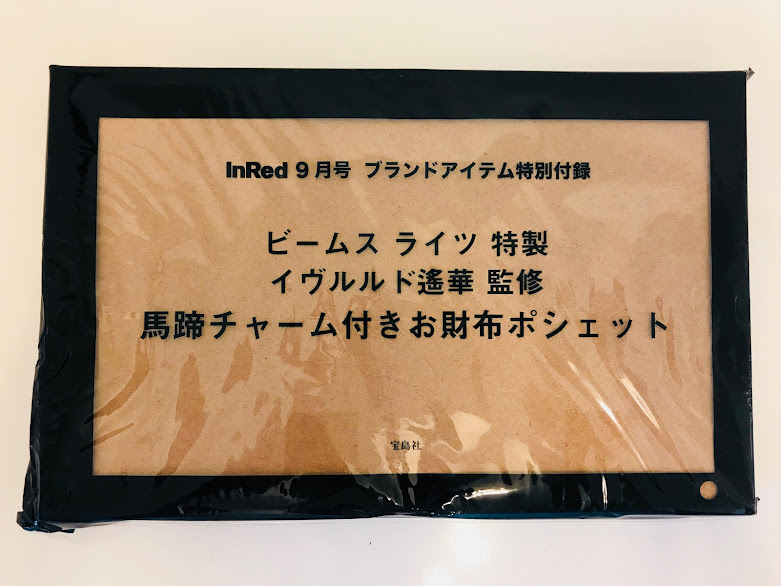 InRed 9月号 ブランドアイテム特別付録
ビームス ライツ 特製
イヴルルド遙華 監修
馬蹄チャーム付きお財布ポシェット
宝島社